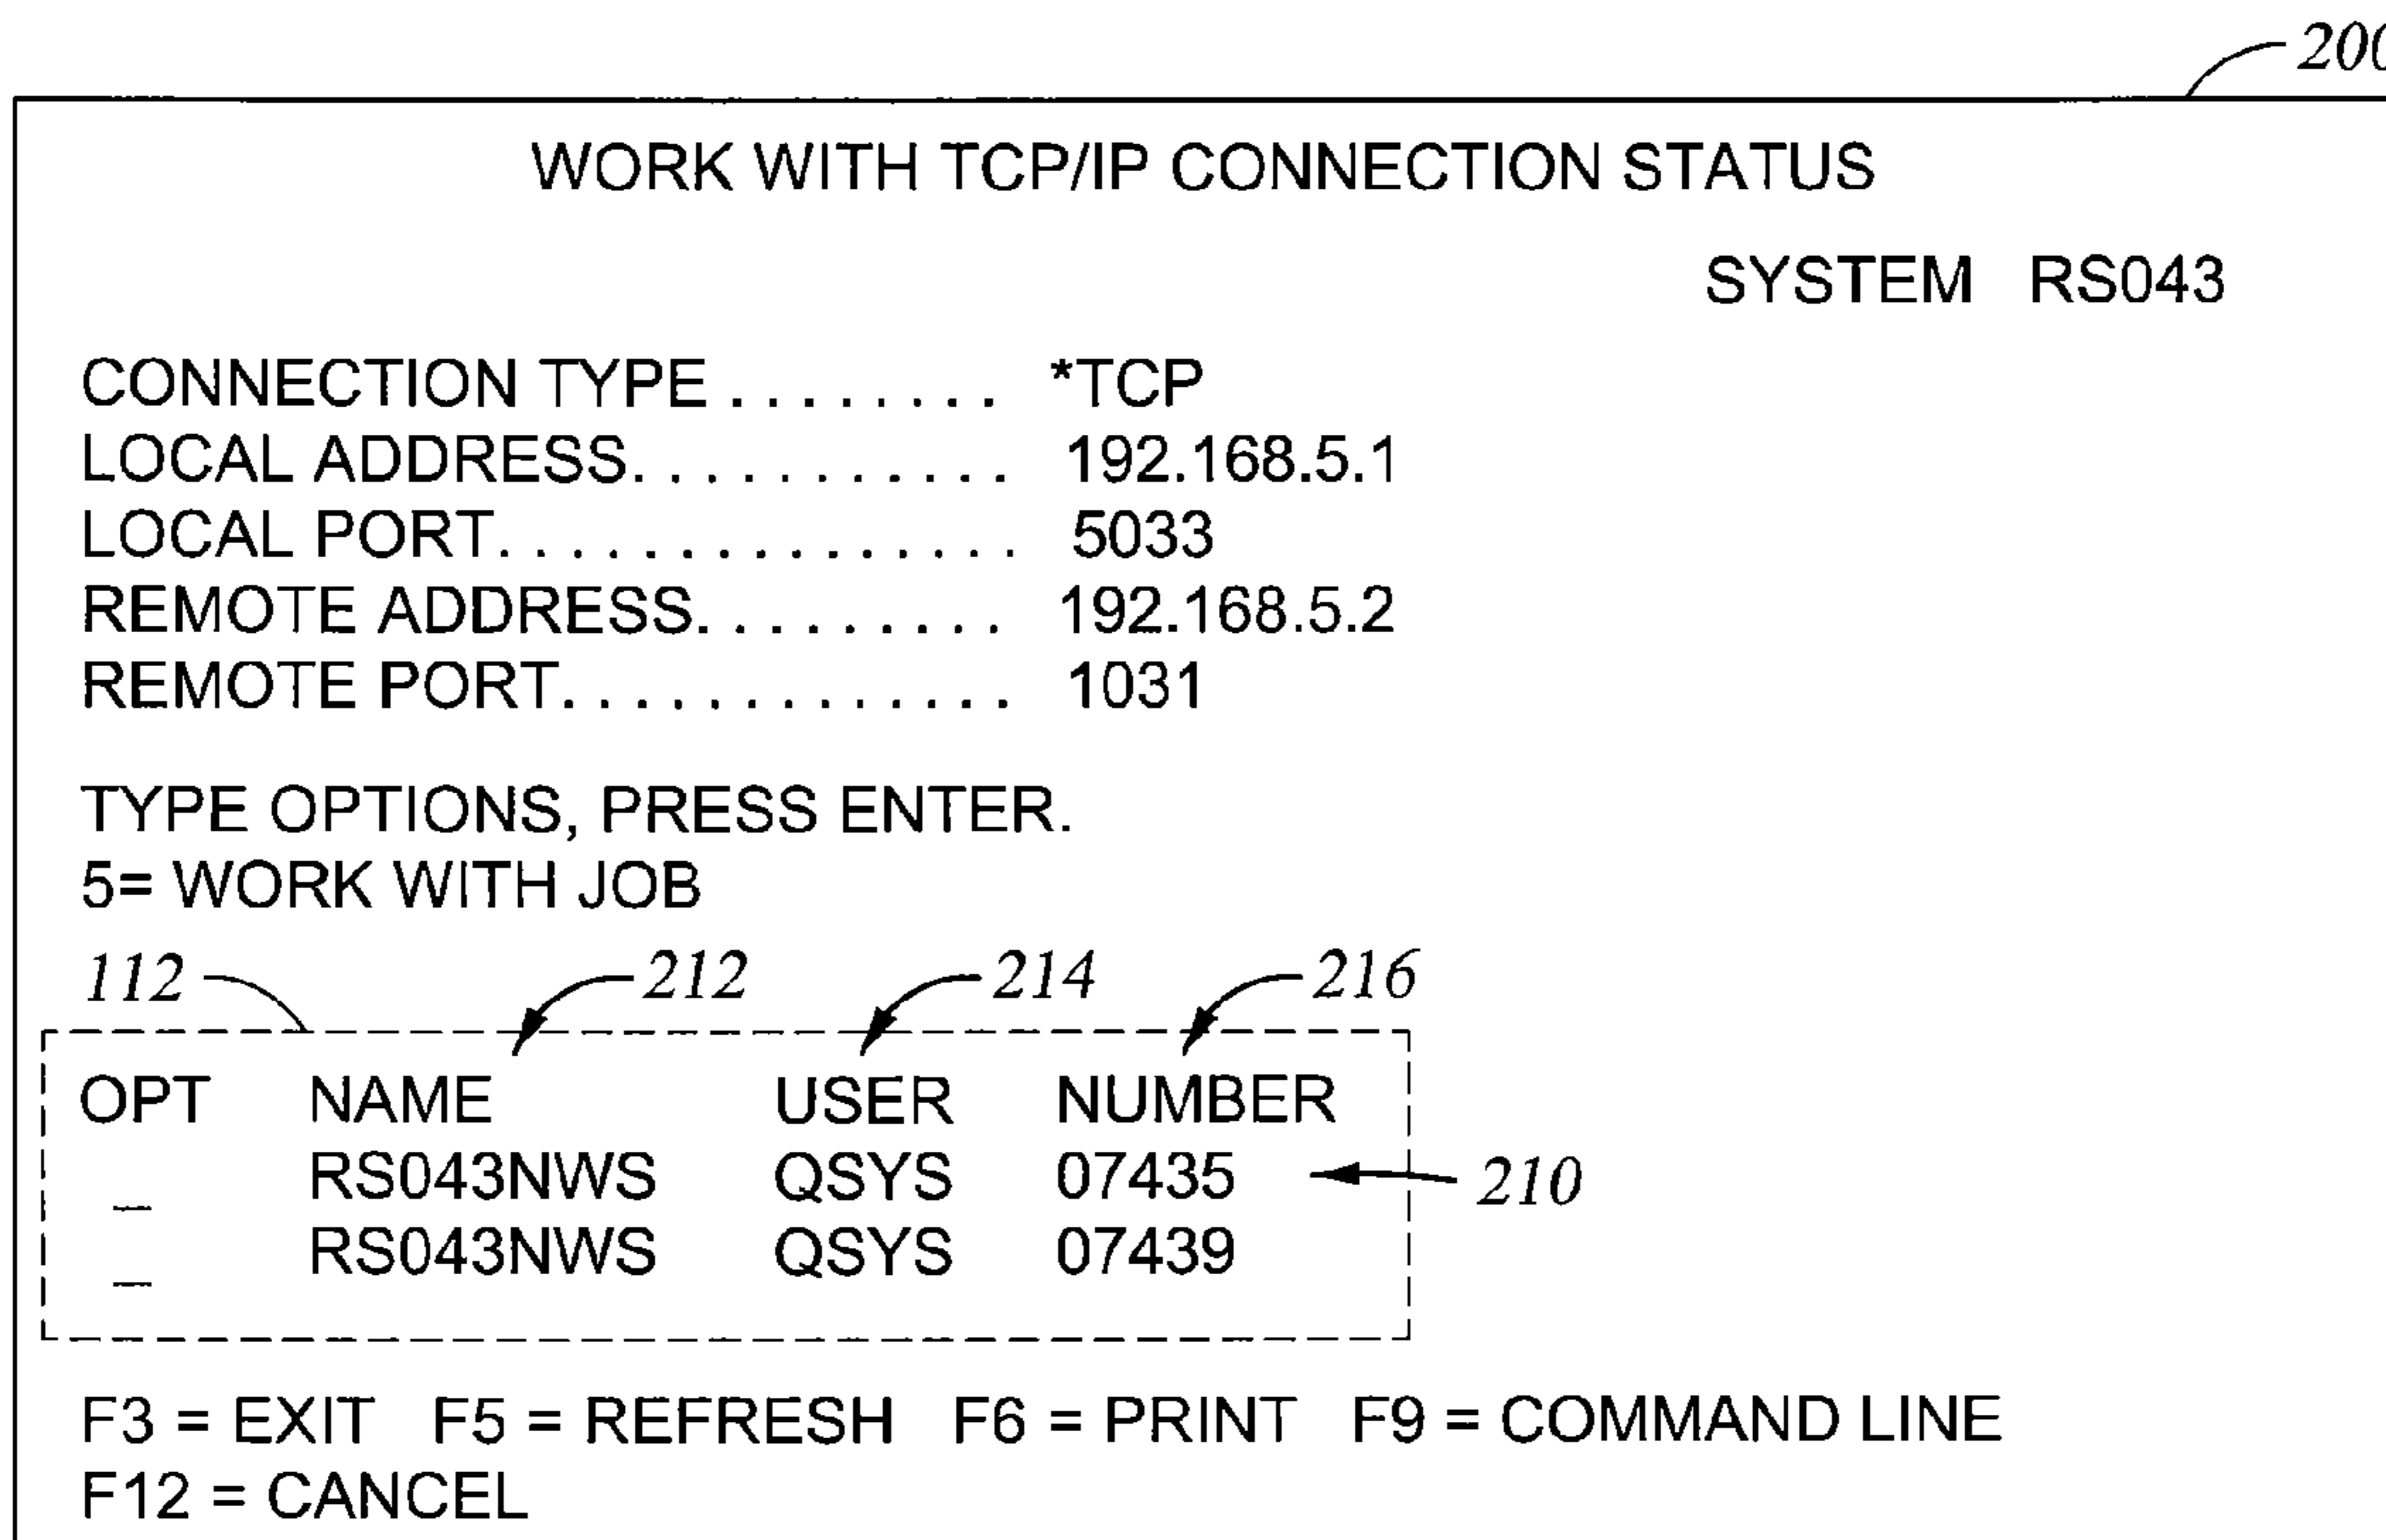 200
WORK WITH TCP/IP CONNECTION STATUS
SYSTEM RS043
CONNECTION TYPE . . . . . . . . *TCP
LOCAL ADDRESS. . . . . . . . . . . 192.168.5.1
LOCAL PORT. . . . . . . . . . . . . . . 5033
REMOTE ADDRESS. . . . . . . . . 192.168.5.2
REMOTE PORT. . . . . . . . . . . . . 1031
TYPE OPTIONS, PRESS ENTER.
5= WORK WITH JOB
112 212 214 216
OPT NAME USER NUMBER
_ RS043NWS QSYS 07435 210
_ RS043NWS QSYS 07439
F3 = EXIT F5 = REFRESH F6 = PRINT F9 = COMMAND LINE
F12 = CANCEL